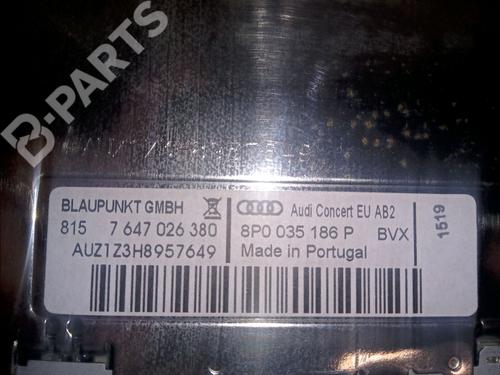 B-PARTS
BLAUPUNKT GMBH
Audi Concert EU AB2
815 7 647 026 380
8P0 035 186 P BVX
AUZ1Z3H8957649
Made in Portugal
1519